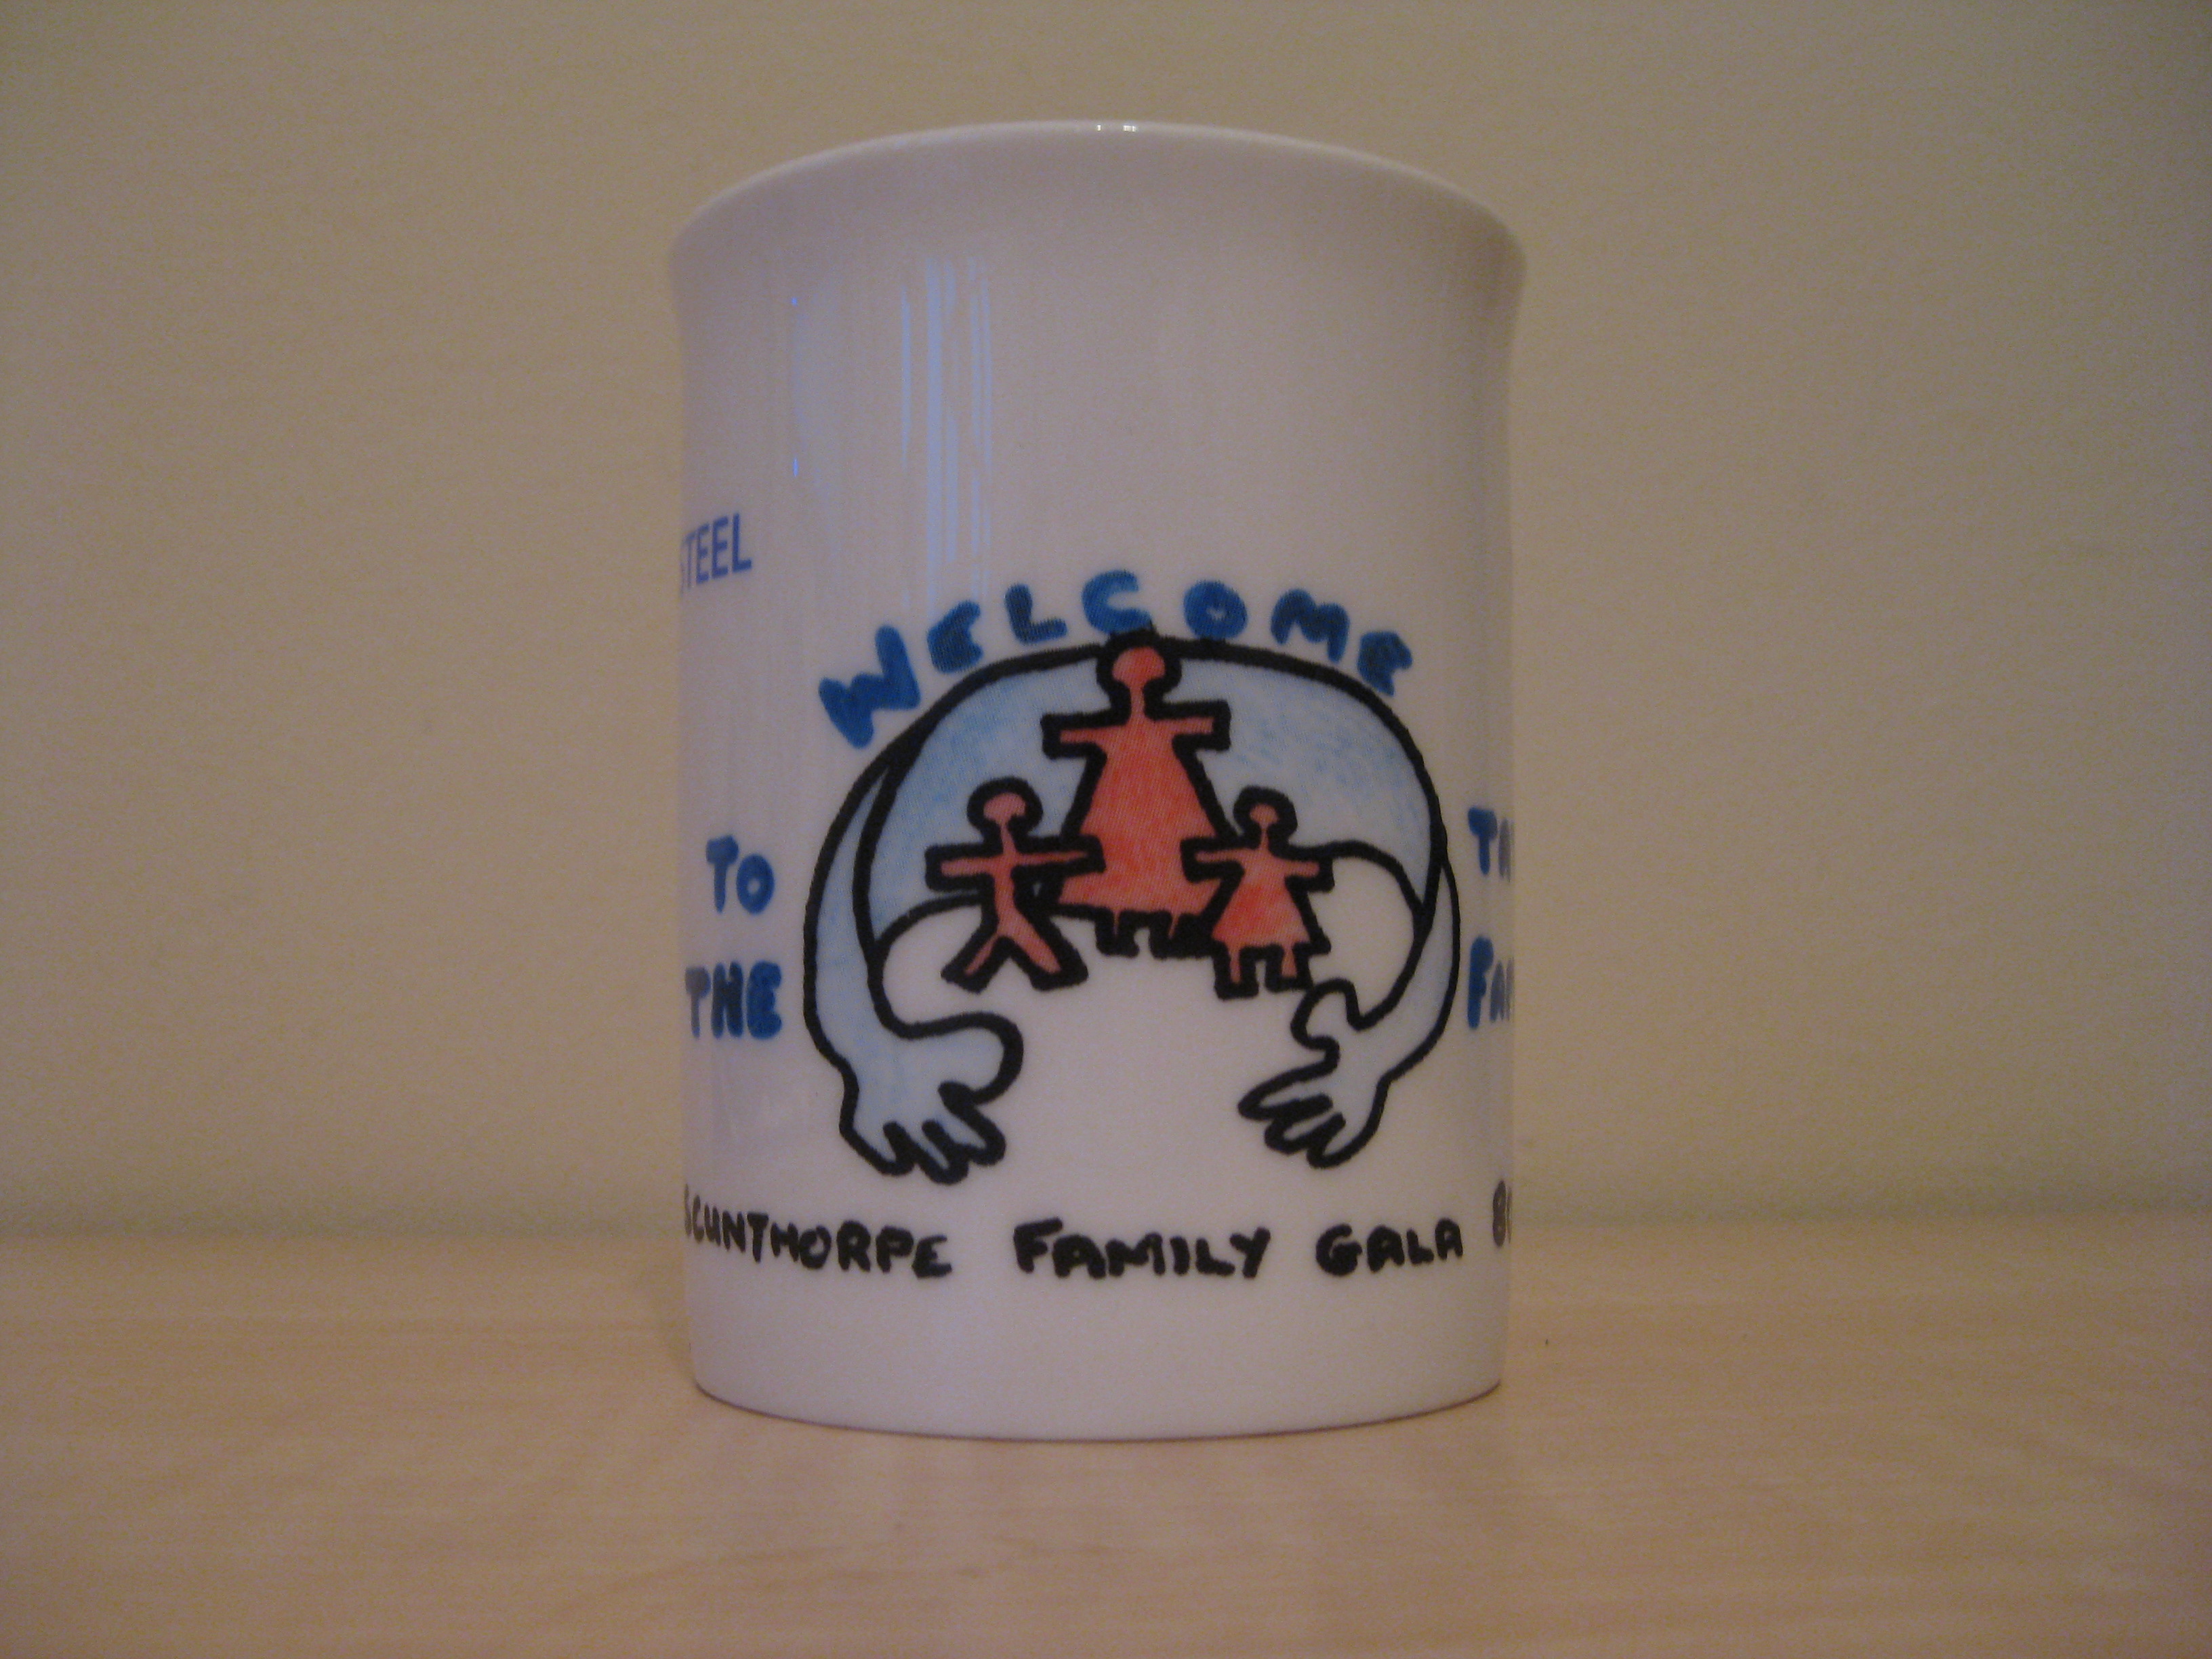 STEEL
WELCOME
TO
THE
SCUNTHORPE FAMILY GALA